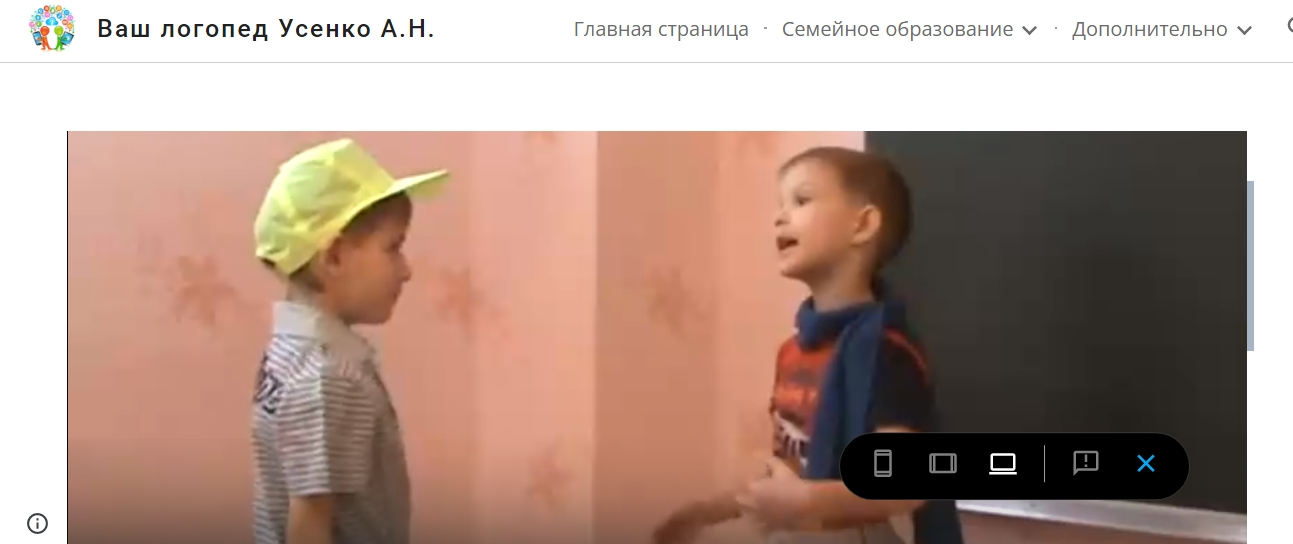 Ваш логопед Усенко А.Н.
Главная страница · Семейное образование · Дополнительно